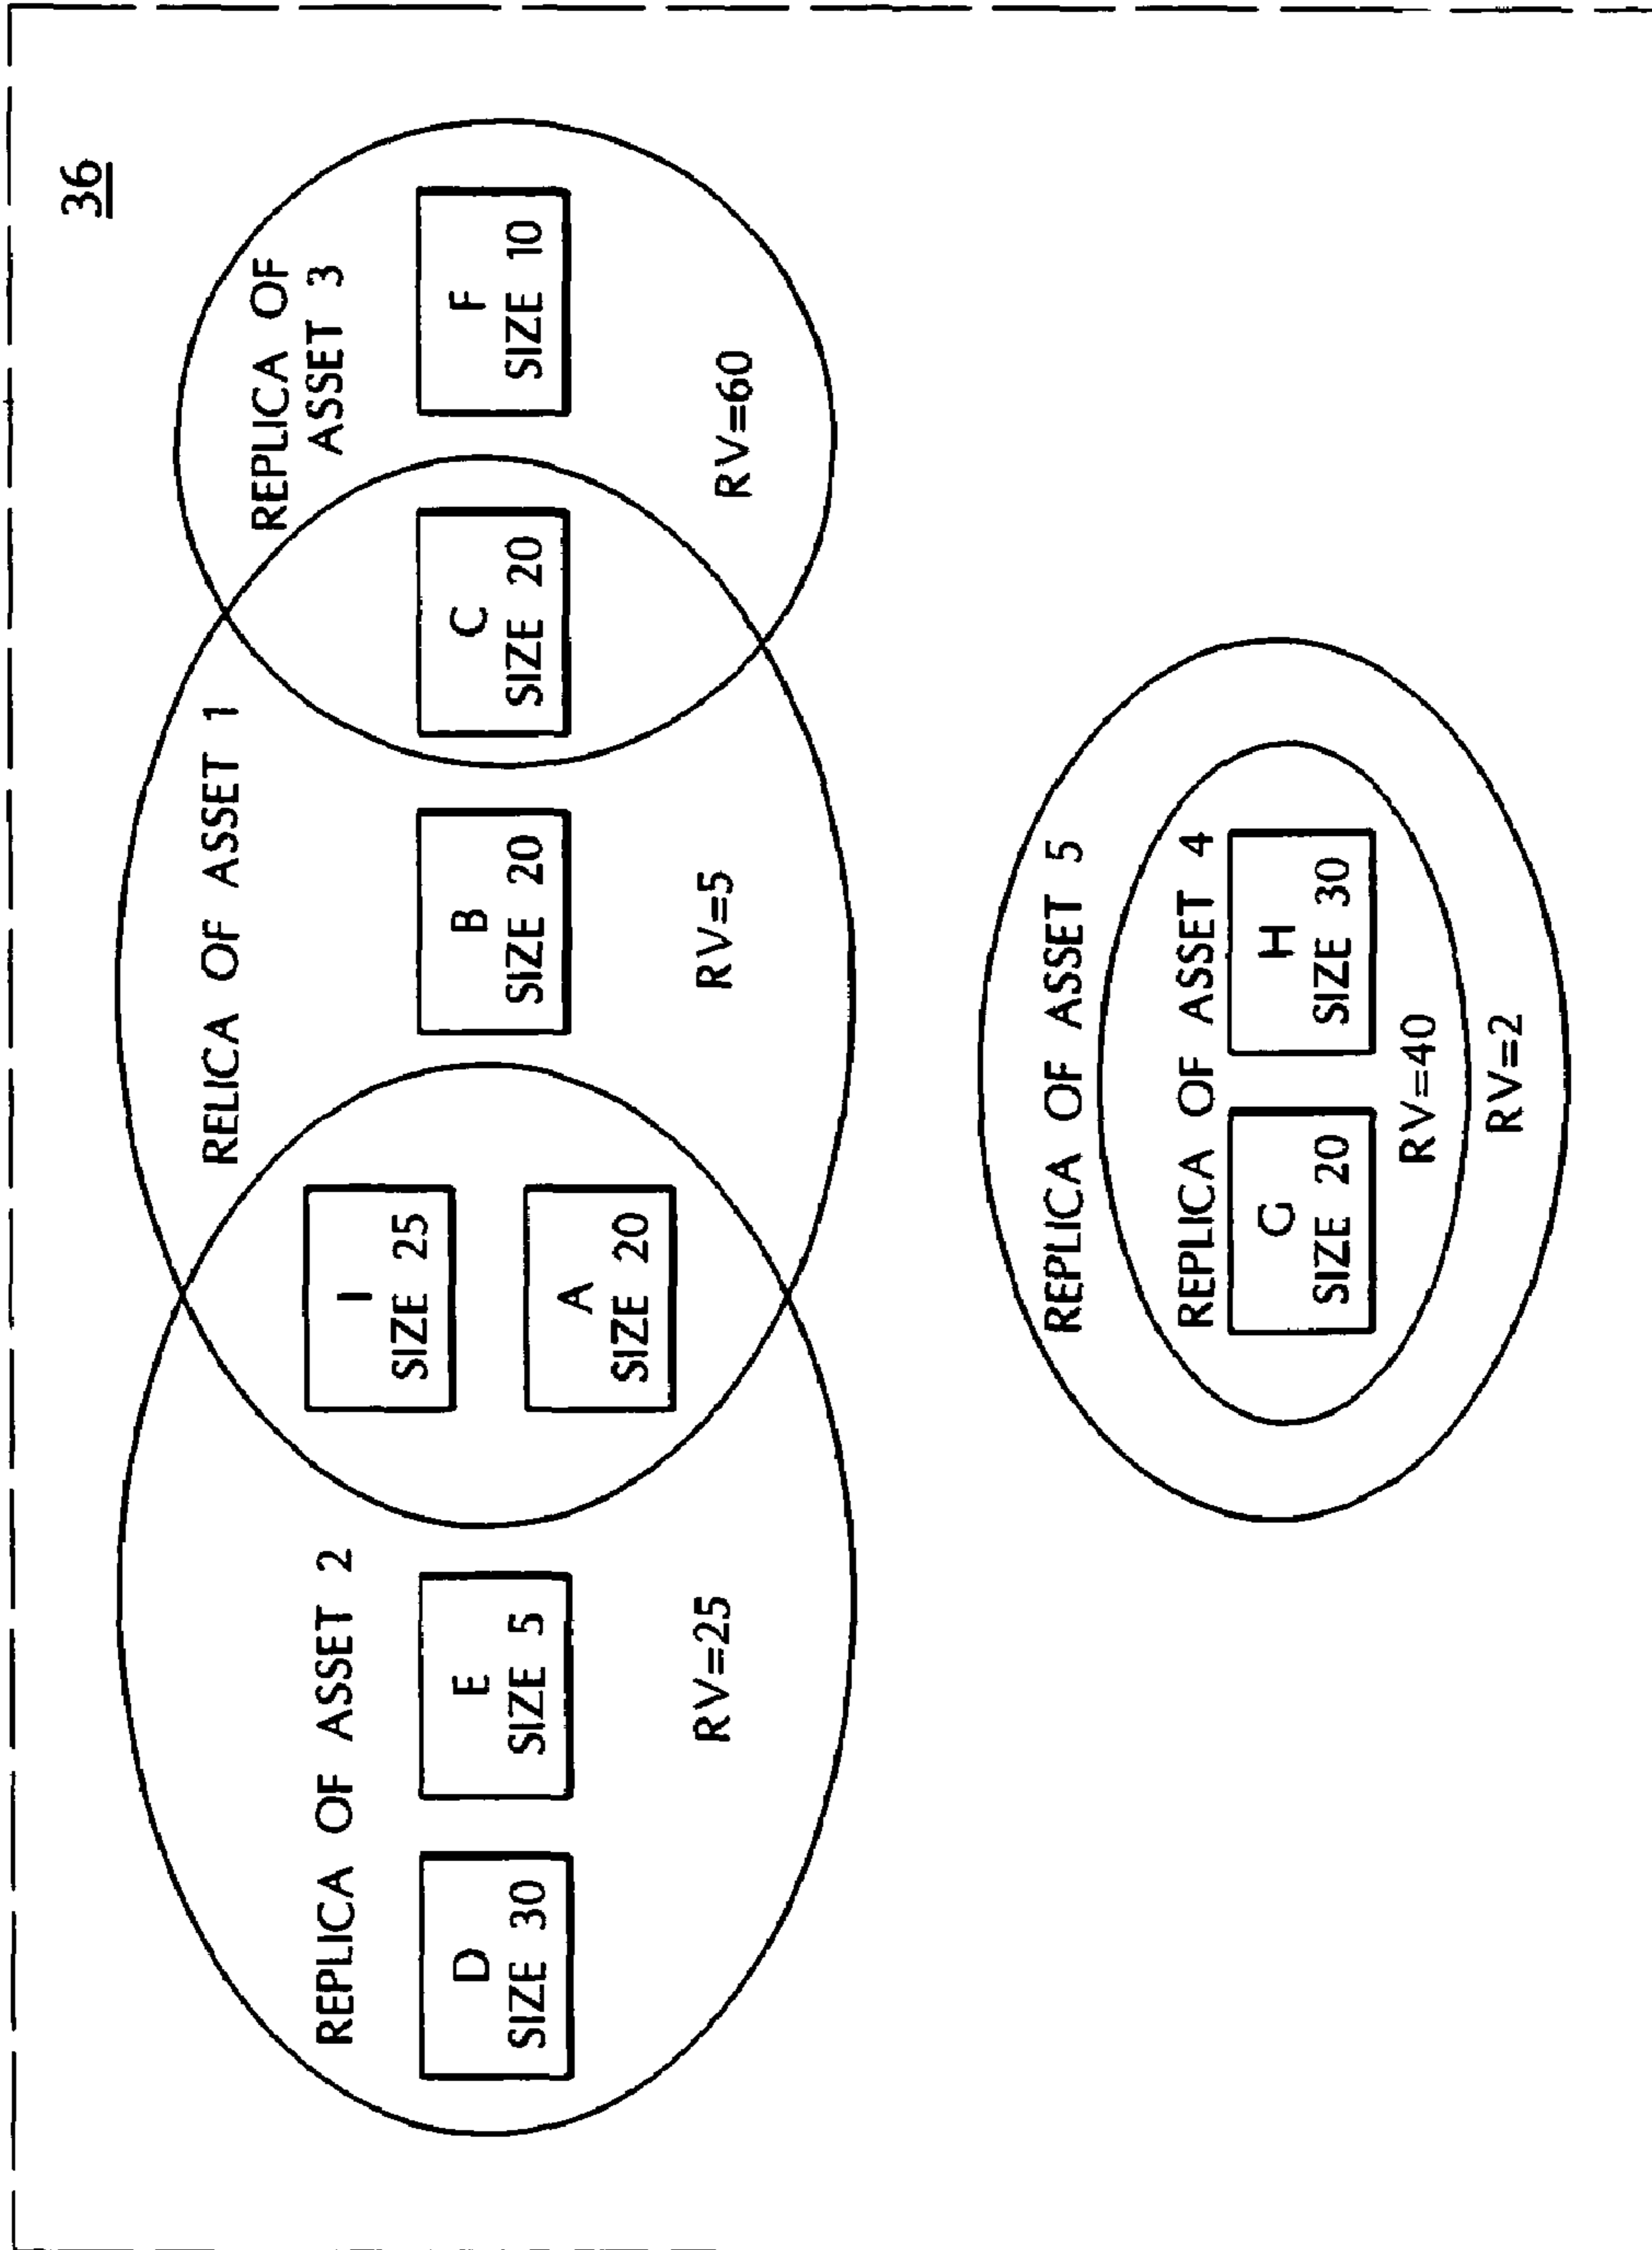 36
REPLICA OF ASSET 2
D
SIZE 30
E
SIZE 5
RV=25
I
SIZE 25
A
SIZE 20
RELICA OF ASSET 1
B
SIZE 20
RV=5
C
SIZE 20
REPLICA OF
ASSET 3
F
SIZE 10
RV=60
REPLICA OF ASSET 5
REPLICA OF ASSET 4
G
SIZE 20
H
SIZE 30
RV=40
RV=2